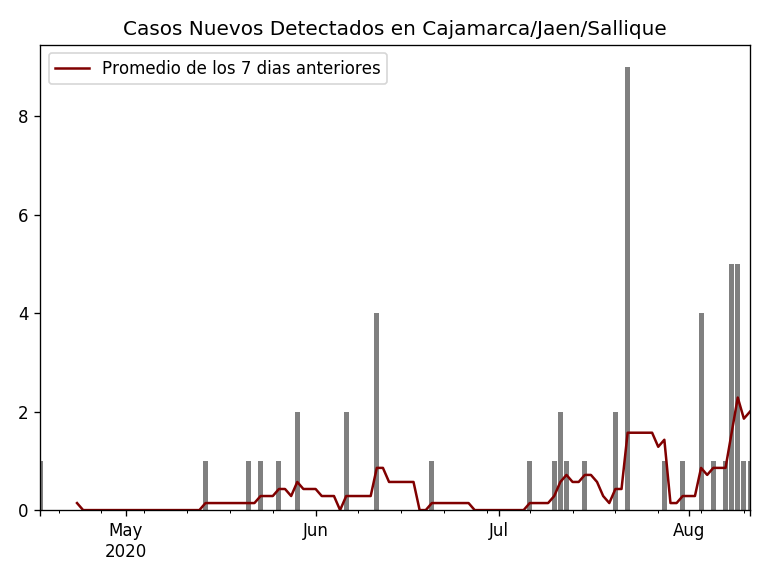 Casos Nuevos Detectados en Cajamarca/Jaen/Sallique
Promedio de los 7 dias anteriores
8
6
4
2
0
May
2020
Jun
Jul
Aug